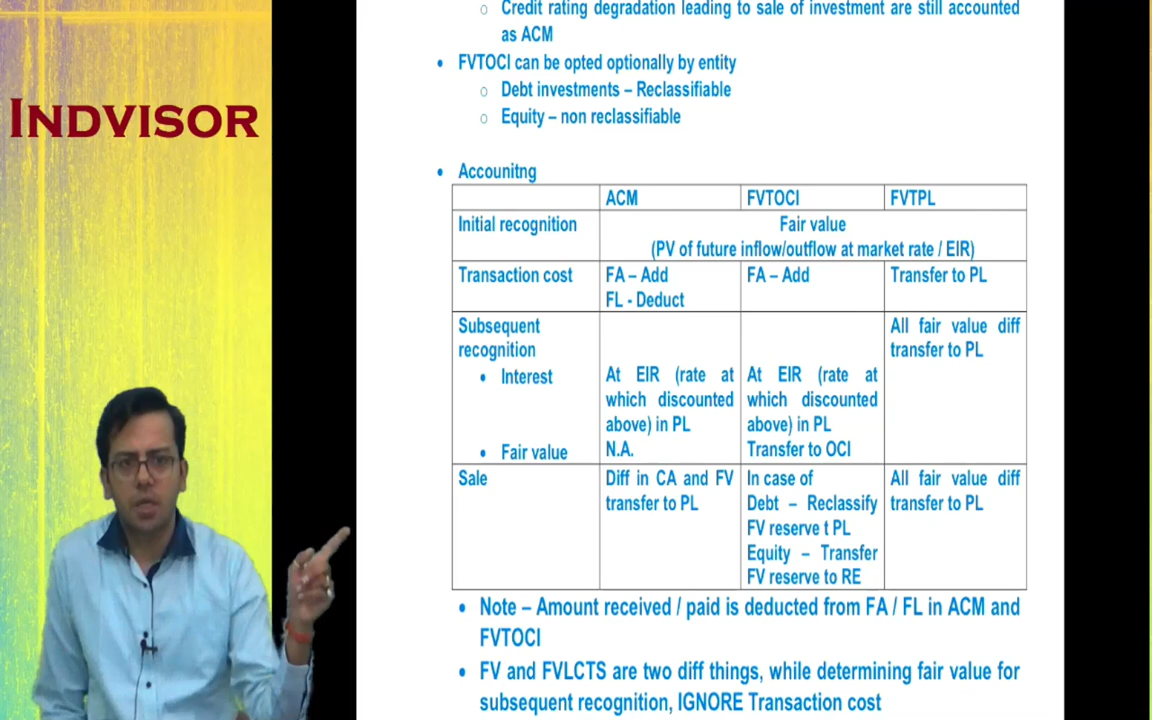 INDVISOR
○ Credit rating degradation leading to sale of investment are still accounted
as ACM
• FVTOCI can be opted optionally by entity
○ Debt investments – Reclassifiable
○ Equity – non reclassifiable
• Accounitng
ACM FVTOCI FVTPL
Initial recognition Fair value
(PV of future inflow/outflow at market rate / EIR)
Transaction cost FA – Add FA – Add Transfer to PL
FL - Deduct
Subsequent All fair value diff
recognition transfer to PL
• Interest At EIR (rate at At EIR (rate at
which discounted which discounted
above) in PL above) in PL
• Fair value N.A. Transfer to OCI
Sale Diff in CA and FV In case of All fair value diff
transfer to PL Debt – Reclassify transfer to PL
FV reserve t PL
Equity – Transfer
FV reserve to RE
• Note – Amount received / paid is deducted from FA / FL in ACM and
FVTOCI
• FV and FVLCTS are two diff things, while determining fair value for
subsequent recognition, IGNORE Transaction cost